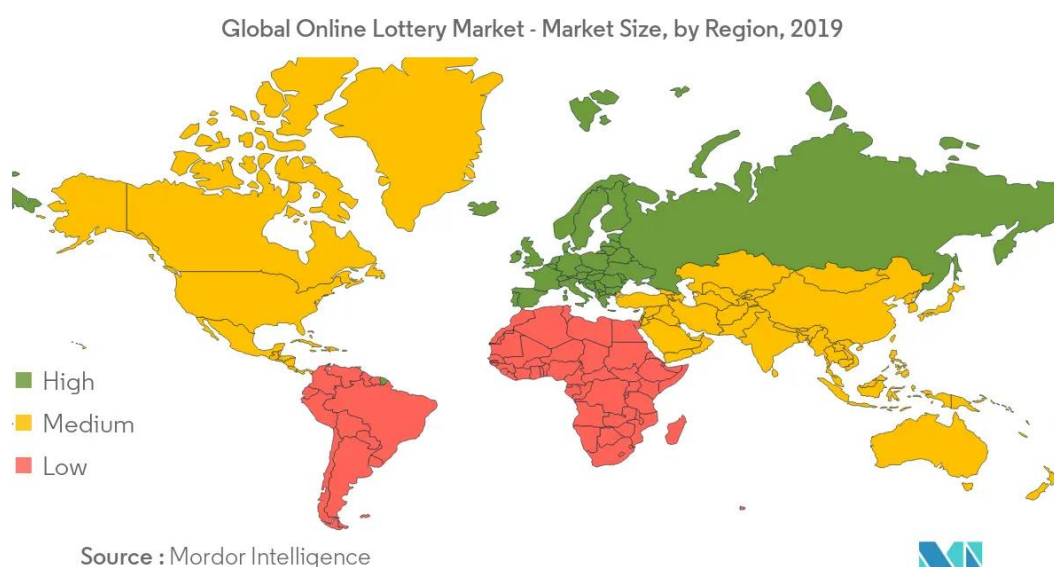 Global Online Lottery Market - Market Size, by Region, 2019
High
Medium
Low
Source : Mordor Intelligence